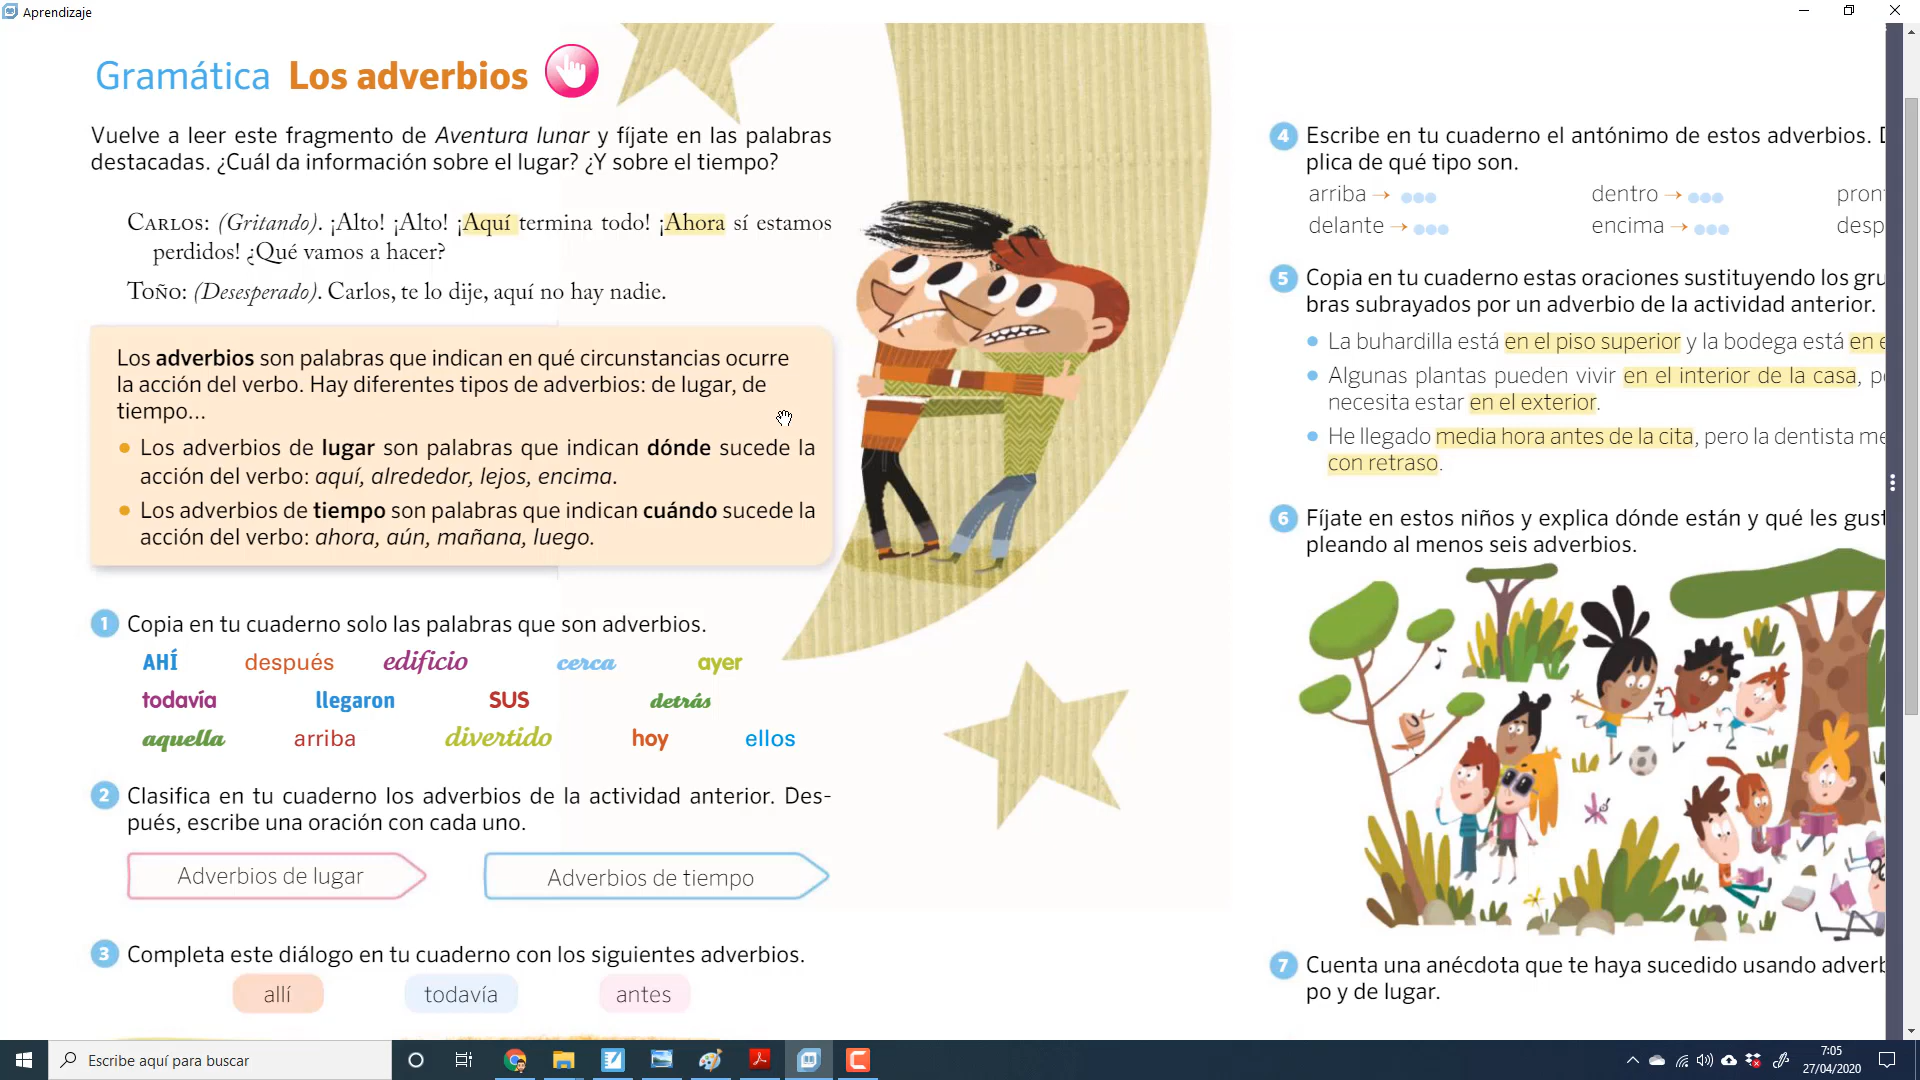 Aprendizaje
Gramática Los adverbios
Vuelve a leer este fragmento de Aventura lunar y fíjate en las palabras
destacadas. ¿Cuál da información sobre el lugar? ¿Y sobre el tiempo?
CARLOS: (Gritando). ¡Alto! ¡Alto! ¡Aquí termina todo! ¡Ahora sí estamos
perdidos! ¿Qué vamos a hacer?
TOÑO: (Desesperado). Carlos, te lo dije, aquí no hay nadie.
Los adverbios son palabras que indican en qué circunstancias ocurre
la acción del verbo. Hay diferentes tipos de adverbios: de lugar, de
tiempo...
• Los adverbios de lugar son palabras que indican dónde sucede la
acción del verbo: aquí, alrededor, lejos, encima.
• Los adverbios de tiempo son palabras que indican cuándo sucede la
acción del verbo: ahora, aún, mañana, luego.
1 Copia en tu cuaderno solo las palabras que son adverbios.
AHÍ después edificio cerca ayer
todavía llegaron SUS detrás
aquella arriba divertido hoy ellos
2 Clasifica en tu cuaderno los adverbios de la actividad anterior. Des-
pués, escribe una oración con cada uno.
Adverbios de lugar Adverbios de tiempo
3 Completa este diálogo en tu cuaderno con los siguientes adverbios.
allí todavía antes
4 Escribe en tu cuaderno el antónimo de estos adverbios.
plica de qué tipo son.
arriba → dentro → pron
delante → encima → desp
5 Copia en tu cuaderno estas oraciones sustituyendo los gru
bras subrayados por un adverbio de la actividad anterior.
• La buhardilla está en el piso superior y la bodega está en e
• Algunas plantas pueden vivir en el interior de la casa, p
necesita estar en el exterior.
• He llegado media hora antes de la cita, pero la dentista me
con retraso.
6 Fíjate en estos niños y explica dónde están y qué les gust
pleando al menos seis adverbios.
7 Cuenta una anécdota que te haya sucedido usando adverb
po y de lugar.
Escribe aquí para buscar
7:05
27/04/2020